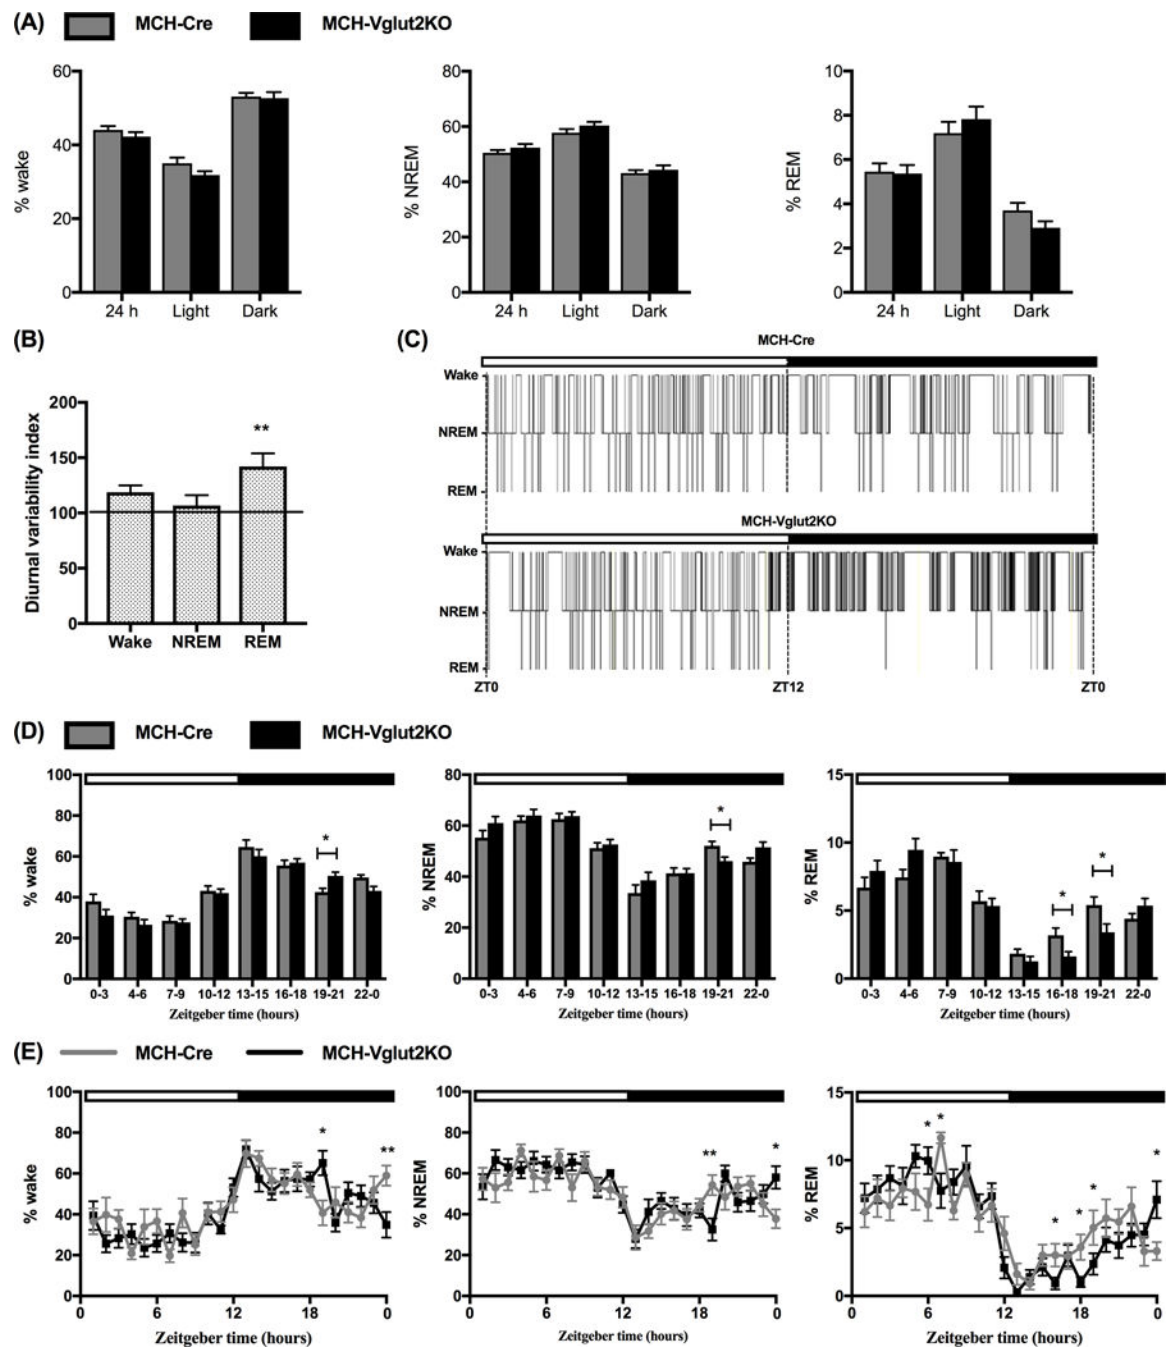 (A) MCH-Cre MCH-Vglut2KO
60 40 20 0
% wake
24 h Light Dark
80 60 40 20 0
% NREM
24 h Light Dark
10 8 6 4 2 0
% REM
24 h Light Dark
(B)
200 150 100 50 0
Diurnal variability index
**
Wake NREM REM
(C)
MCH-Cre
Wake
NREM
REM
MCH-Vglut2KO
Wake
NREM
REM
ZT0 ZT12 ZT0
(D) MCH-Cre MCH-Vglut2KO
100 80 60 40 20 0
% wake
*
0-3 4-6 7-9 10-12 13-15 16-18 19-21 22-0
Zeitgeber time (hours)
80 60 40 20 0
% NREM
*
0-3 4-6 7-9 10-12 13-15 16-18 19-21 22-0
Zeitgeber time (hours)
15 10 5 0
% REM
* *
0-3 4-6 7-9 10-12 13-15 16-18 19-21 22-0
Zeitgeber time (hours)
(E) MCH-Cre MCH-Vglut2KO
100 80 60 40 20 0
% wake
* **
0 6 12 18 0
Zeitgeber time (hours)
100 80 60 40 20 0
% NREM
** *
0 6 12 18 0
Zeitgeber time (hours)
15 10 5 0
% REM
* * * * * *
0 6 12 18 0
Zeitgeber time (hours)